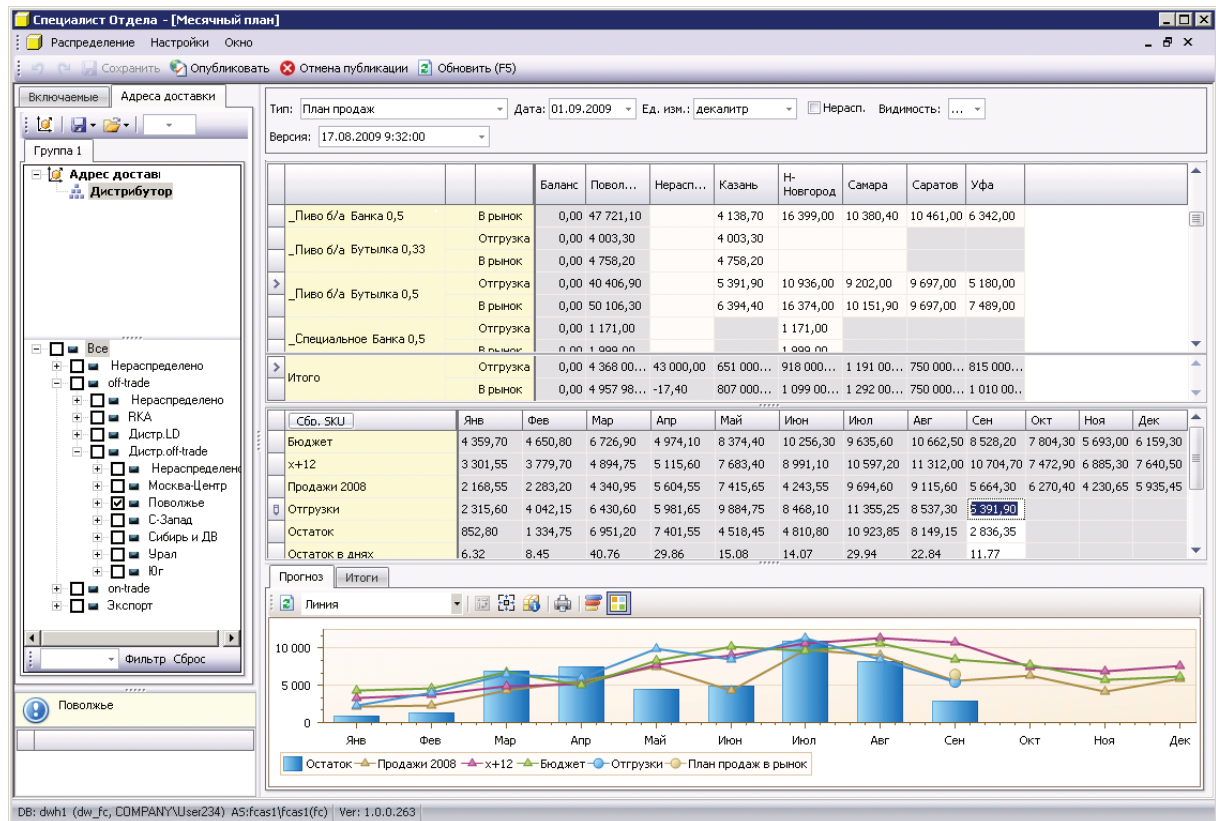 Специалист Отдела - [Месячный план]
Распределение Настройки Окно
Сохранить Опубликовать Отмена публикации Обновить (F5)
Включаемые Адреса доставки
Группа 1
Адрес достав
Дистрибутор
Все
Нераспределено
off-trade
Нераспределено
RKA
Дистр.LD
Дистр.off-trade
Нераспределен
Москва-Центр
Поволжье
С-Запад
Сибирь и ДВ
Урал
Юг
on-trade
Экспорт
Фильтр Сброс
Поволжье
Тип: План продаж Дата: 01.09.2009 Ед. изм.: декалитр Нерасп. Видимость: ...
Версия: 17.08.2009 9:32:00
Баланс Повол... Нерасп... Казань Н-Новгород Самара Саратов Уфа
_Пиво б/а Банка 0,5 В рынок 0,00 47 721,10 4 138,70 16 399,00 10 380,40 10 461,00 6 342,00
_Пиво б/а Бутылка 0,33 Отгрузка 0,00 4 003,30 4 003,30
В рынок 0,00 4 758,20 4 758,20
_Пиво б/а Бутылка 0,5 Отгрузка 0,00 40 406,90 5 391,90 10 936,00 9 202,00 9 697,00 5 180,00
В рынок 0,00 50 106,30 6 394,40 16 374,00 10 151,90 9 697,00 7 489,00
_Специальное Банка 0,5 Отгрузка 0,00 1 171,00 1 171,00
В рынок 0,00 1 999,00 1 999,00
Итого Отгрузка 0,00 4 368 00... 43 000,00 651 000... 918 000... 1 191 00... 750 000... 815 000...
В рынок 0,00 4 957 98... -17,40 807 000... 1 099 00... 1 292 00... 750 000... 1 010 00...
Сбр. SKU Янв Фев Мар Апр Май Июн Июл Авг Сен Окт Ноя Дек
Бюджет 4 359,70 4 650,80 6 726,90 4 974,10 8 374,40 10 256,30 9 635,60 10 662,50 8 528,20 7 804,30 5 693,00 6 159,30
x+12 3 301,55 3 779,70 4 894,75 5 115,60 7 683,40 8 991,10 10 597,20 11 312,00 10 704,70 7 472,90 6 885,30 7 640,50
Продажи 2008 2 168,55 2 283,20 4 340,95 5 604,55 7 415,65 4 243,55 9 694,60 9 115,60 5 664,30 6 270,40 4 230,65 5 935,45
Отгрузки 2 315,60 4 042,15 6 430,60 5 981,65 9 884,75 8 468,10 11 355,25 8 537,30 5 391,90
Остаток 852,80 1 334,75 6 951,20 7 401,55 4 518,45 4 810,80 10 923,85 8 149,15 2 836,35
Остаток в днях 6.32 8.45 40.76 29.86 15.08 14.07 29.94 22.84 11.77
Прогноз Итоги
Линия
10 000
5 000
0
Янв Фев Мар Апр Май Июн Июл Авг Сен Окт Ноя Дек
Остаток Продажи 2008 x+12 Бюджет Отгрузки План продаж в рынок
DB: dwh1 (dw_fc, COMPANY\User234) AS:fcas1\fcas1(fc) Ver: 1.0.0.263